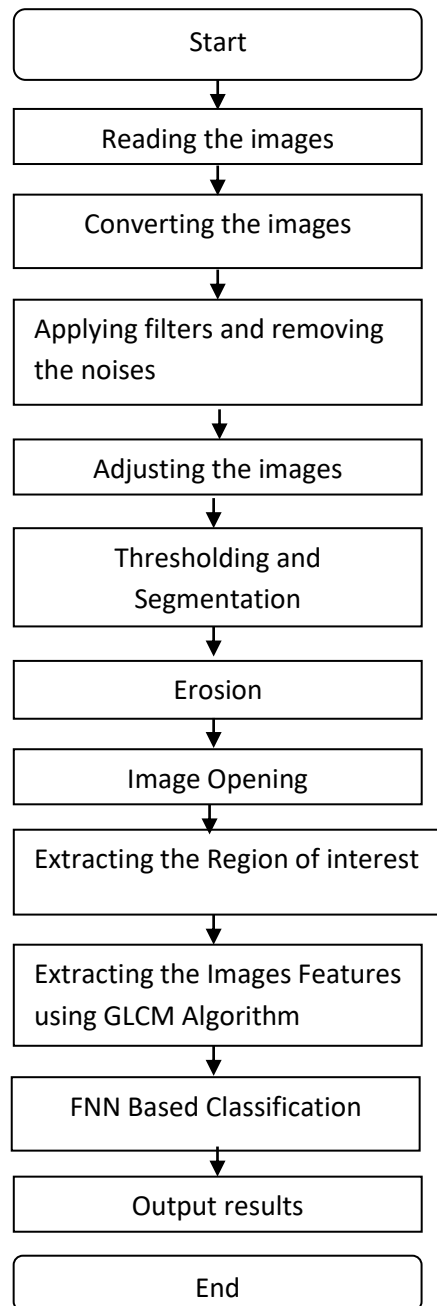 Start
Reading the images
Converting the images
Applying filters and removing
the noises
Adjusting the images
Thresholding and
Segmentation
Erosion
Image Opening
Extracting the Region of interest
Extracting the Images Features
using GLCM Algorithm
FNN Based Classification
Output results
End